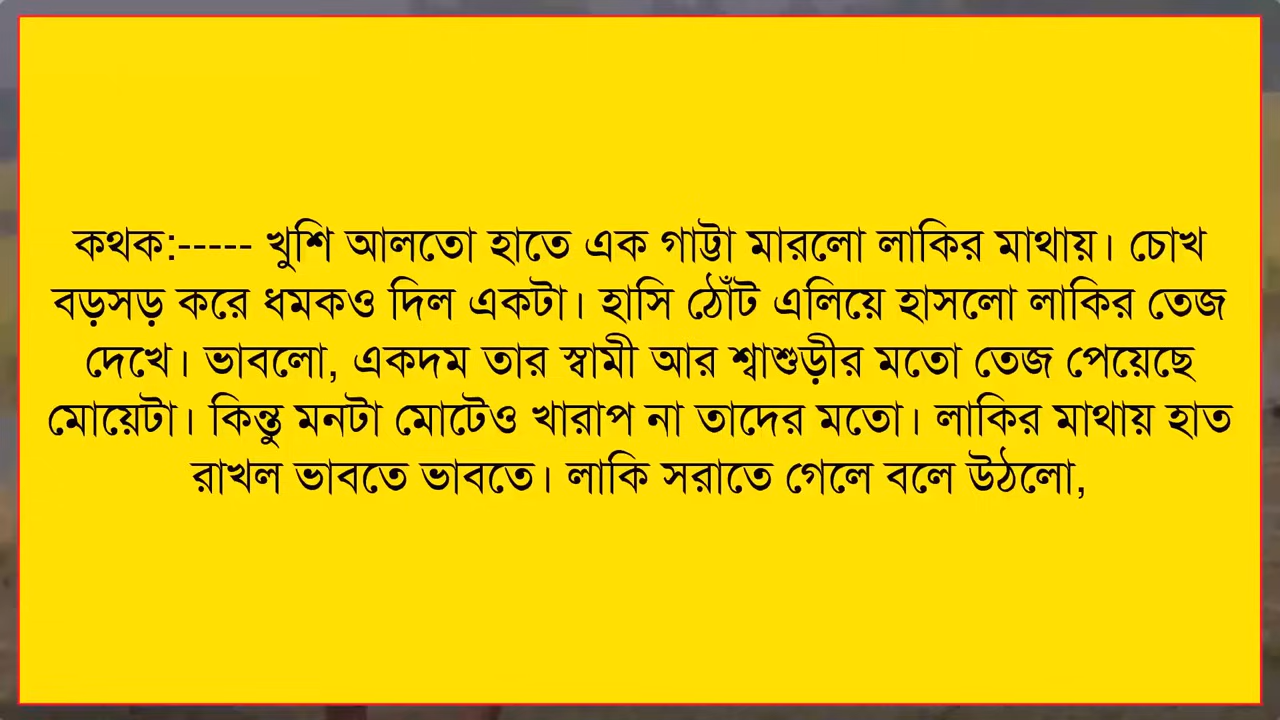 কথক:----- খুশি আলতো হাতে এক গাট্টা মারলো লাকির মাথায়। চোখ
বড়সড় করে ধমকও দিল একটা। হাসি ঠোঁট এলিয়ে হাসলো লাকির তেজ
দেখে। ভাবলো, একদম তার স্বামী আর শ্বাশুড়ীর মতো তেজ পেয়েছে
মোয়েটা। কিন্তু মনটা মোটেও খারাপ না তাদের মতো। লাকির মাথায় হাত
রাখল ভাবতে ভাবতে। লাকি সরাতে গেলে বলে উঠলো,